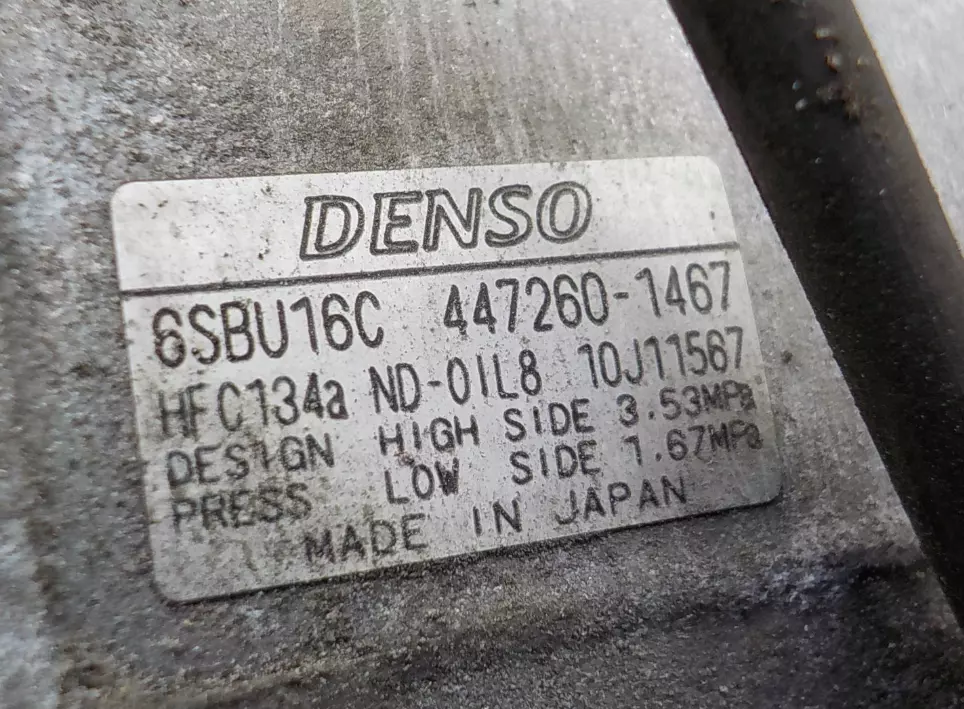 DENSO
6SBU16C 447260-1467
HFC134a ND-OIL8 10J11567
DESIGN HIGH SIDE 3.53MPa
PRESS LOW SIDE 1.67MPa
MADE IN JAPAN